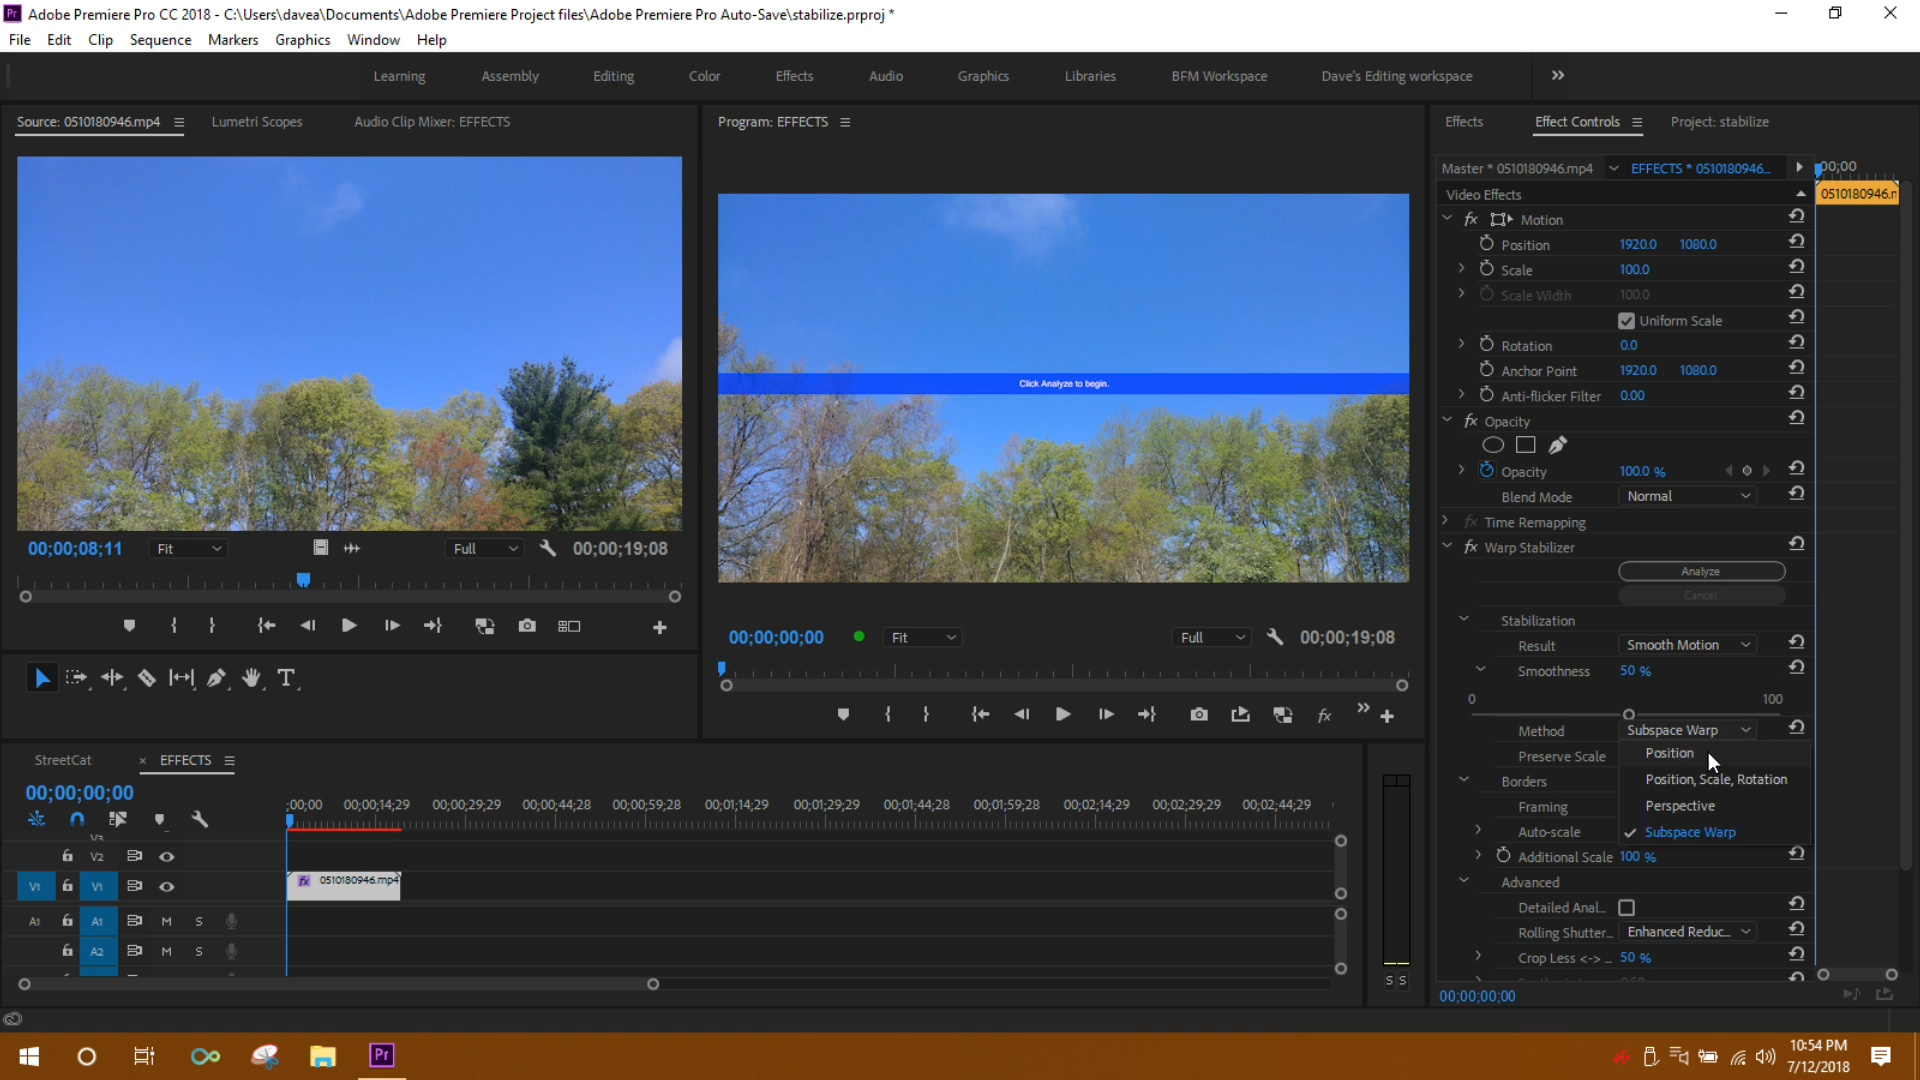 Adobe Premiere Pro CC 2018 - C:\Users\davea\Documents\Adobe Premiere Project files\Adobe Premiere Pro Auto-Save\stabilize.prproj *
File Edit Clip Sequence Markers Graphics Window Help
Learning Assembly Editing Color Effects Audio Graphics Libraries BFM Workspace Dave's Editing workspace
Source: 0510180946.mp4 Lumetri Scopes Audio Clip Mixer: EFFECTS
Program: EFFECTS
Effects Effect Controls Project: stabilize
Master * 0510180946.mp4 EFFECTS * 0510180946... 00;00
Video Effects 0510180946.m
fx Motion
Position 1920.0 1080.0
Scale 100.0
Scale Width 100.0
Uniform Scale
Rotation 0.0
Anchor Point 1920.0 1080.0
Anti-flicker Filter 0.00
fx Opacity
Opacity 100.0 %
Blend Mode Normal
fx Time Remapping
fx Warp Stabilizer
Analyze
Cancel
Stabilization
Result Smooth Motion
Smoothness 50 %
0 100
Method Subspace Warp
Position
Preserve Scale
Position, Scale, Rotation
Borders
Framing Perspective
Auto-scale Subspace Warp
Additional Scale 100 %
Advanced
Detailed Anal...
Rolling Shutter... Enhanced Reduc...
Crop Less <-> ... 50 %
00;00;00;00
Click Analyze to begin.
00;00;08;11 Fit Full 00;00;19;08
00;00;00;00 Fit Full 00;00;19;08
StreetCat × EFFECTS
00;00;00;00
;00;00 00;00;14;29 00;00;29;29 00;00;44;28 00;00;59;28 00;01;14;29 00;01;29;29 00;01;44;28 00;01;59;28 00;02;14;29 00;02;29;29 00;02;44;29
V3
V2
V1 V1 fx 0510180946.mp4
A1 A1 M S
A2 M S
S S
Pr
10:54 PM
7/12/2018